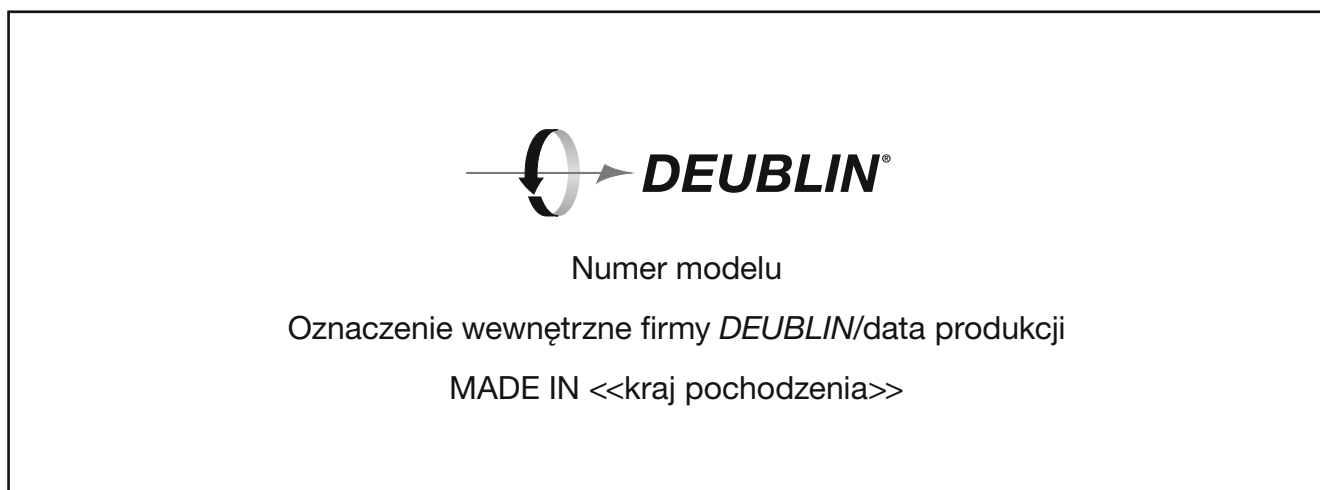 DEUBLIN®
Numer modelu
Oznaczenie wewnętrzne firmy DEUBLIN/data produkcji
MADE IN <<kraj pochodzenia>>